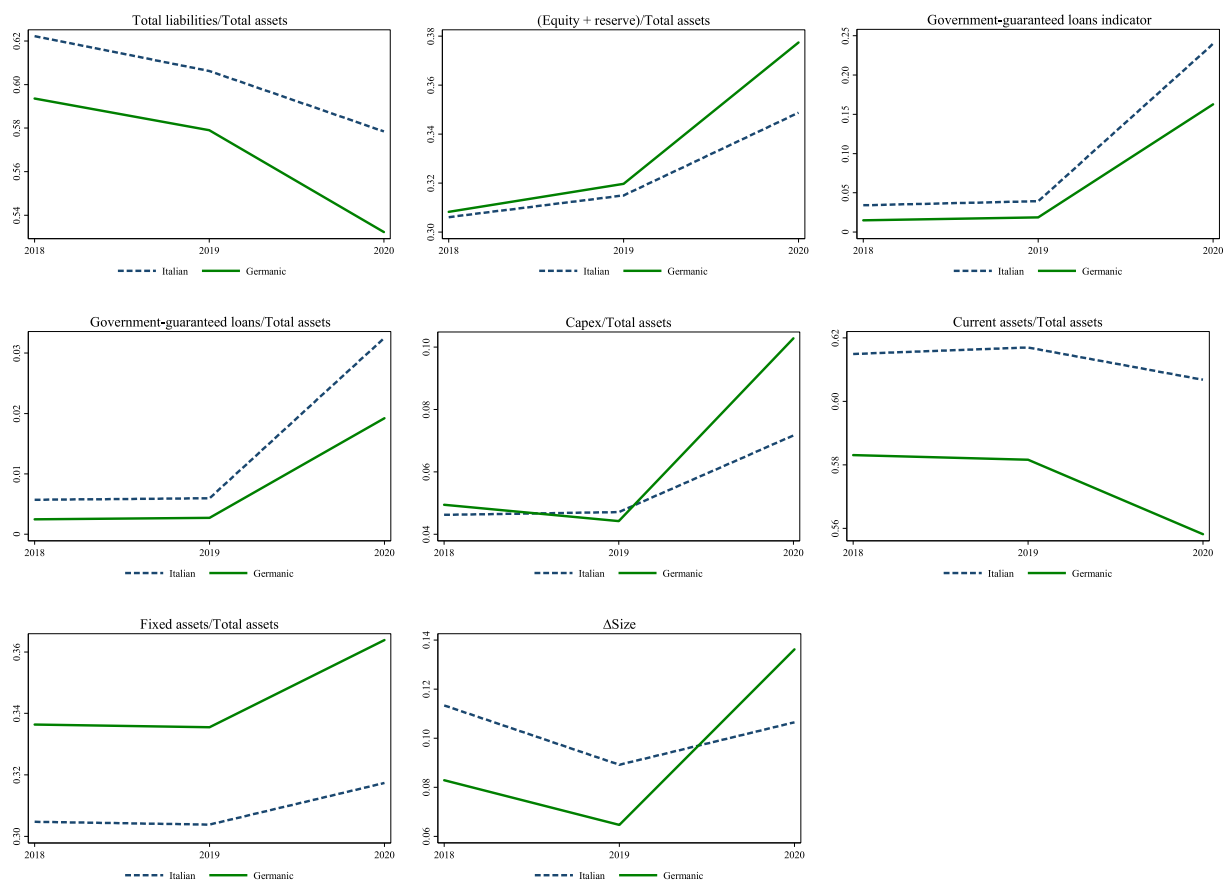 Total liabilities/Total assets
0.62
0.60
0.58
0.56
0.54
2018 2019 2020
Italian Germanic
(Equity + reserve)/Total assets
0.38
0.36
0.34
0.32
0.30
2018 2019 2020
Italian Germanic
Government-guaranteed loans indicator
0.25
0.20
0.15
0.10
0.05
0
2018 2019 2020
Italian Germanic
Government-guaranteed loans/Total assets
0.03
0.02
0.01
0
2018 2019 2020
Italian Germanic
Capex/Total assets
0.10
0.08
0.06
0.04
2018 2019 2020
Italian Germanic
Current assets/Total assets
0.62
0.60
0.58
0.56
2018 2019 2020
Italian Germanic
Fixed assets/Total assets
0.36
0.34
0.32
0.30
2018 2019 2020
Italian Germanic
ΔSize
0.14
0.12
0.10
0.08
0.06
2018 2019 2020
Italian Germanic